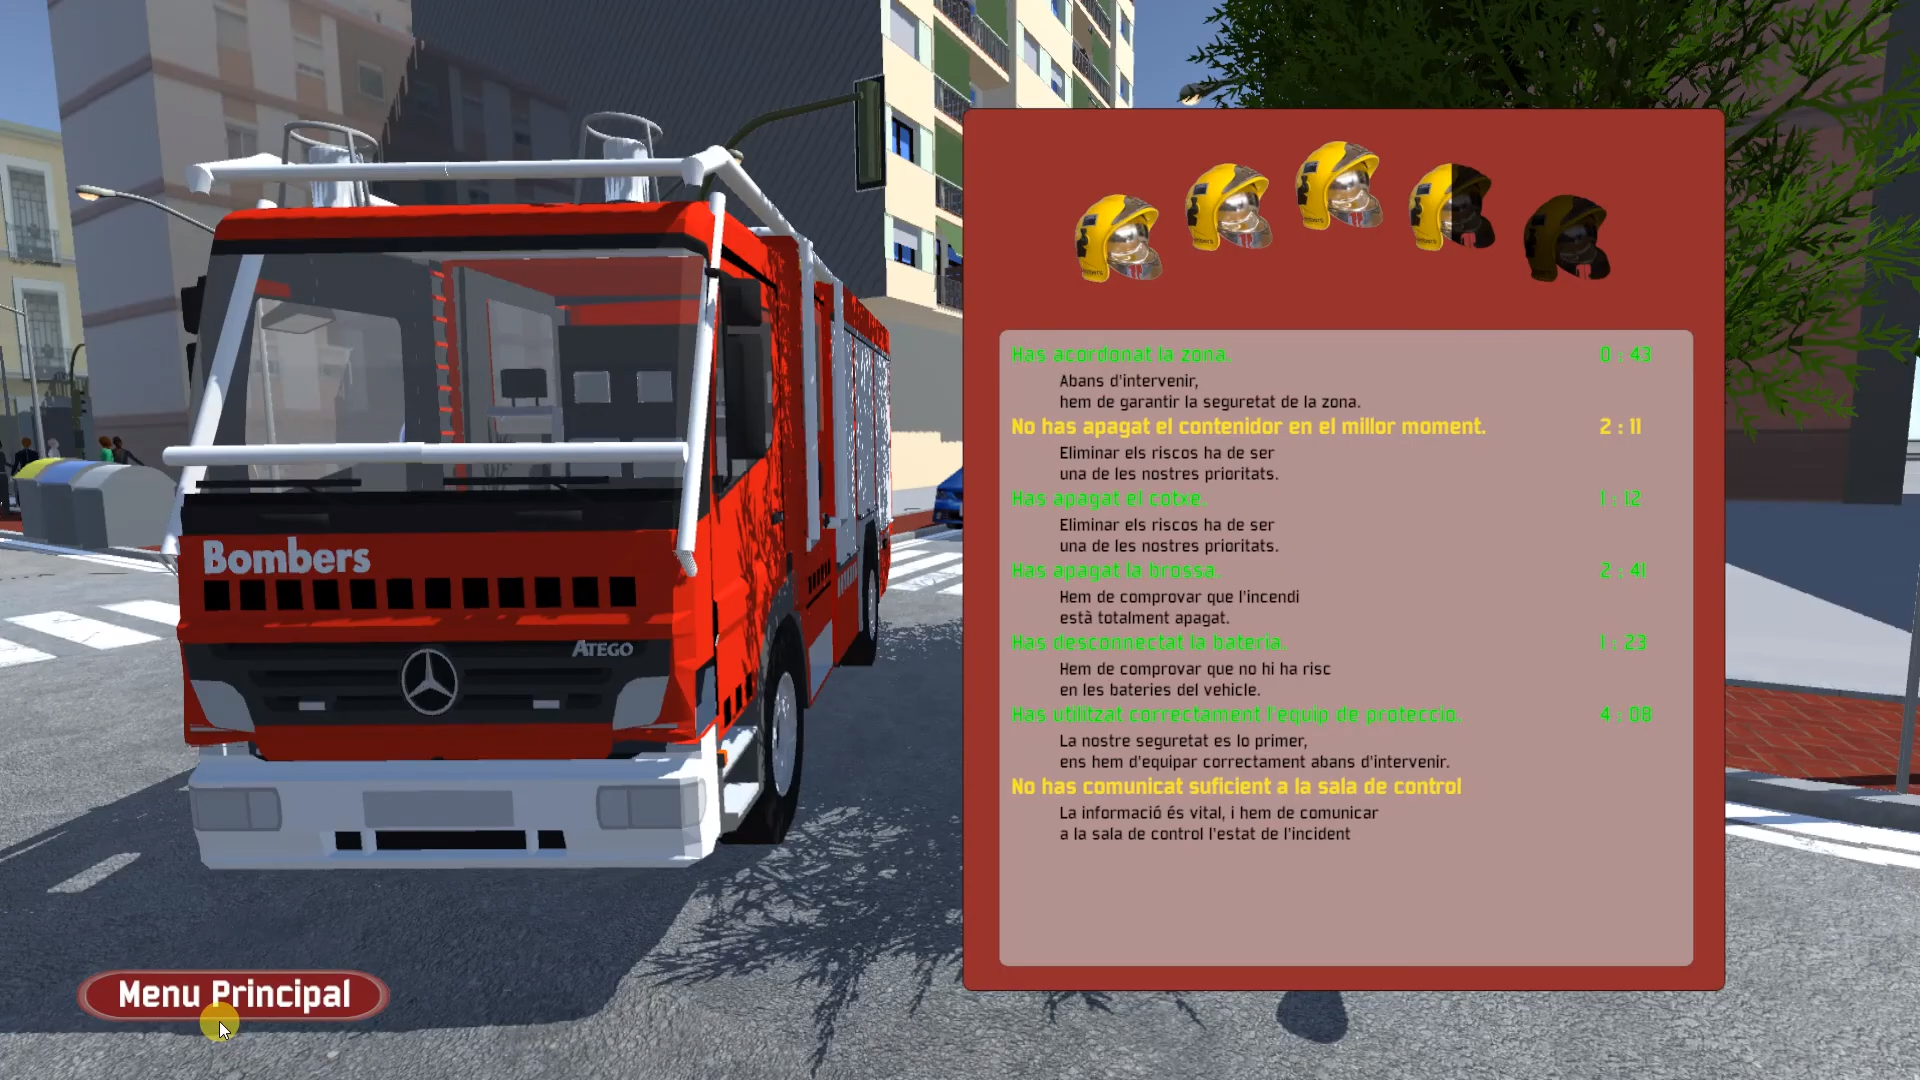 Bombers
ATEGO
Has acordonat la zona. 0 : 43
Abans d'intervenir,
hem de garantir la seguretat de la zona.
No has apagat el contenidor en el millor moment. 2 : 11
Eliminar els riscos ha de ser
una de les nostres prioritats.
Has apagat el cotxe. 1 : 12
Eliminar els riscos ha de ser
una de les nostres prioritats.
Has apagat la brossa. 2 : 41
Hem de comprovar que l'incendi
està totalment apagat.
Has desconnectat la bateria. 1 : 23
Hem de comprovar que no hi ha risc
en les bateries del vehicle.
Has utilitzat correctament l'equip de proteccio. 4 : 08
La nostre seguretat es lo primer,
ens hem d'equipar correctament abans d'intervenir.
No has comunicat suficient a la sala de control
La informació és vital, i hem de comunicar
a la sala de control l'estat de l'incident
Menu Principal